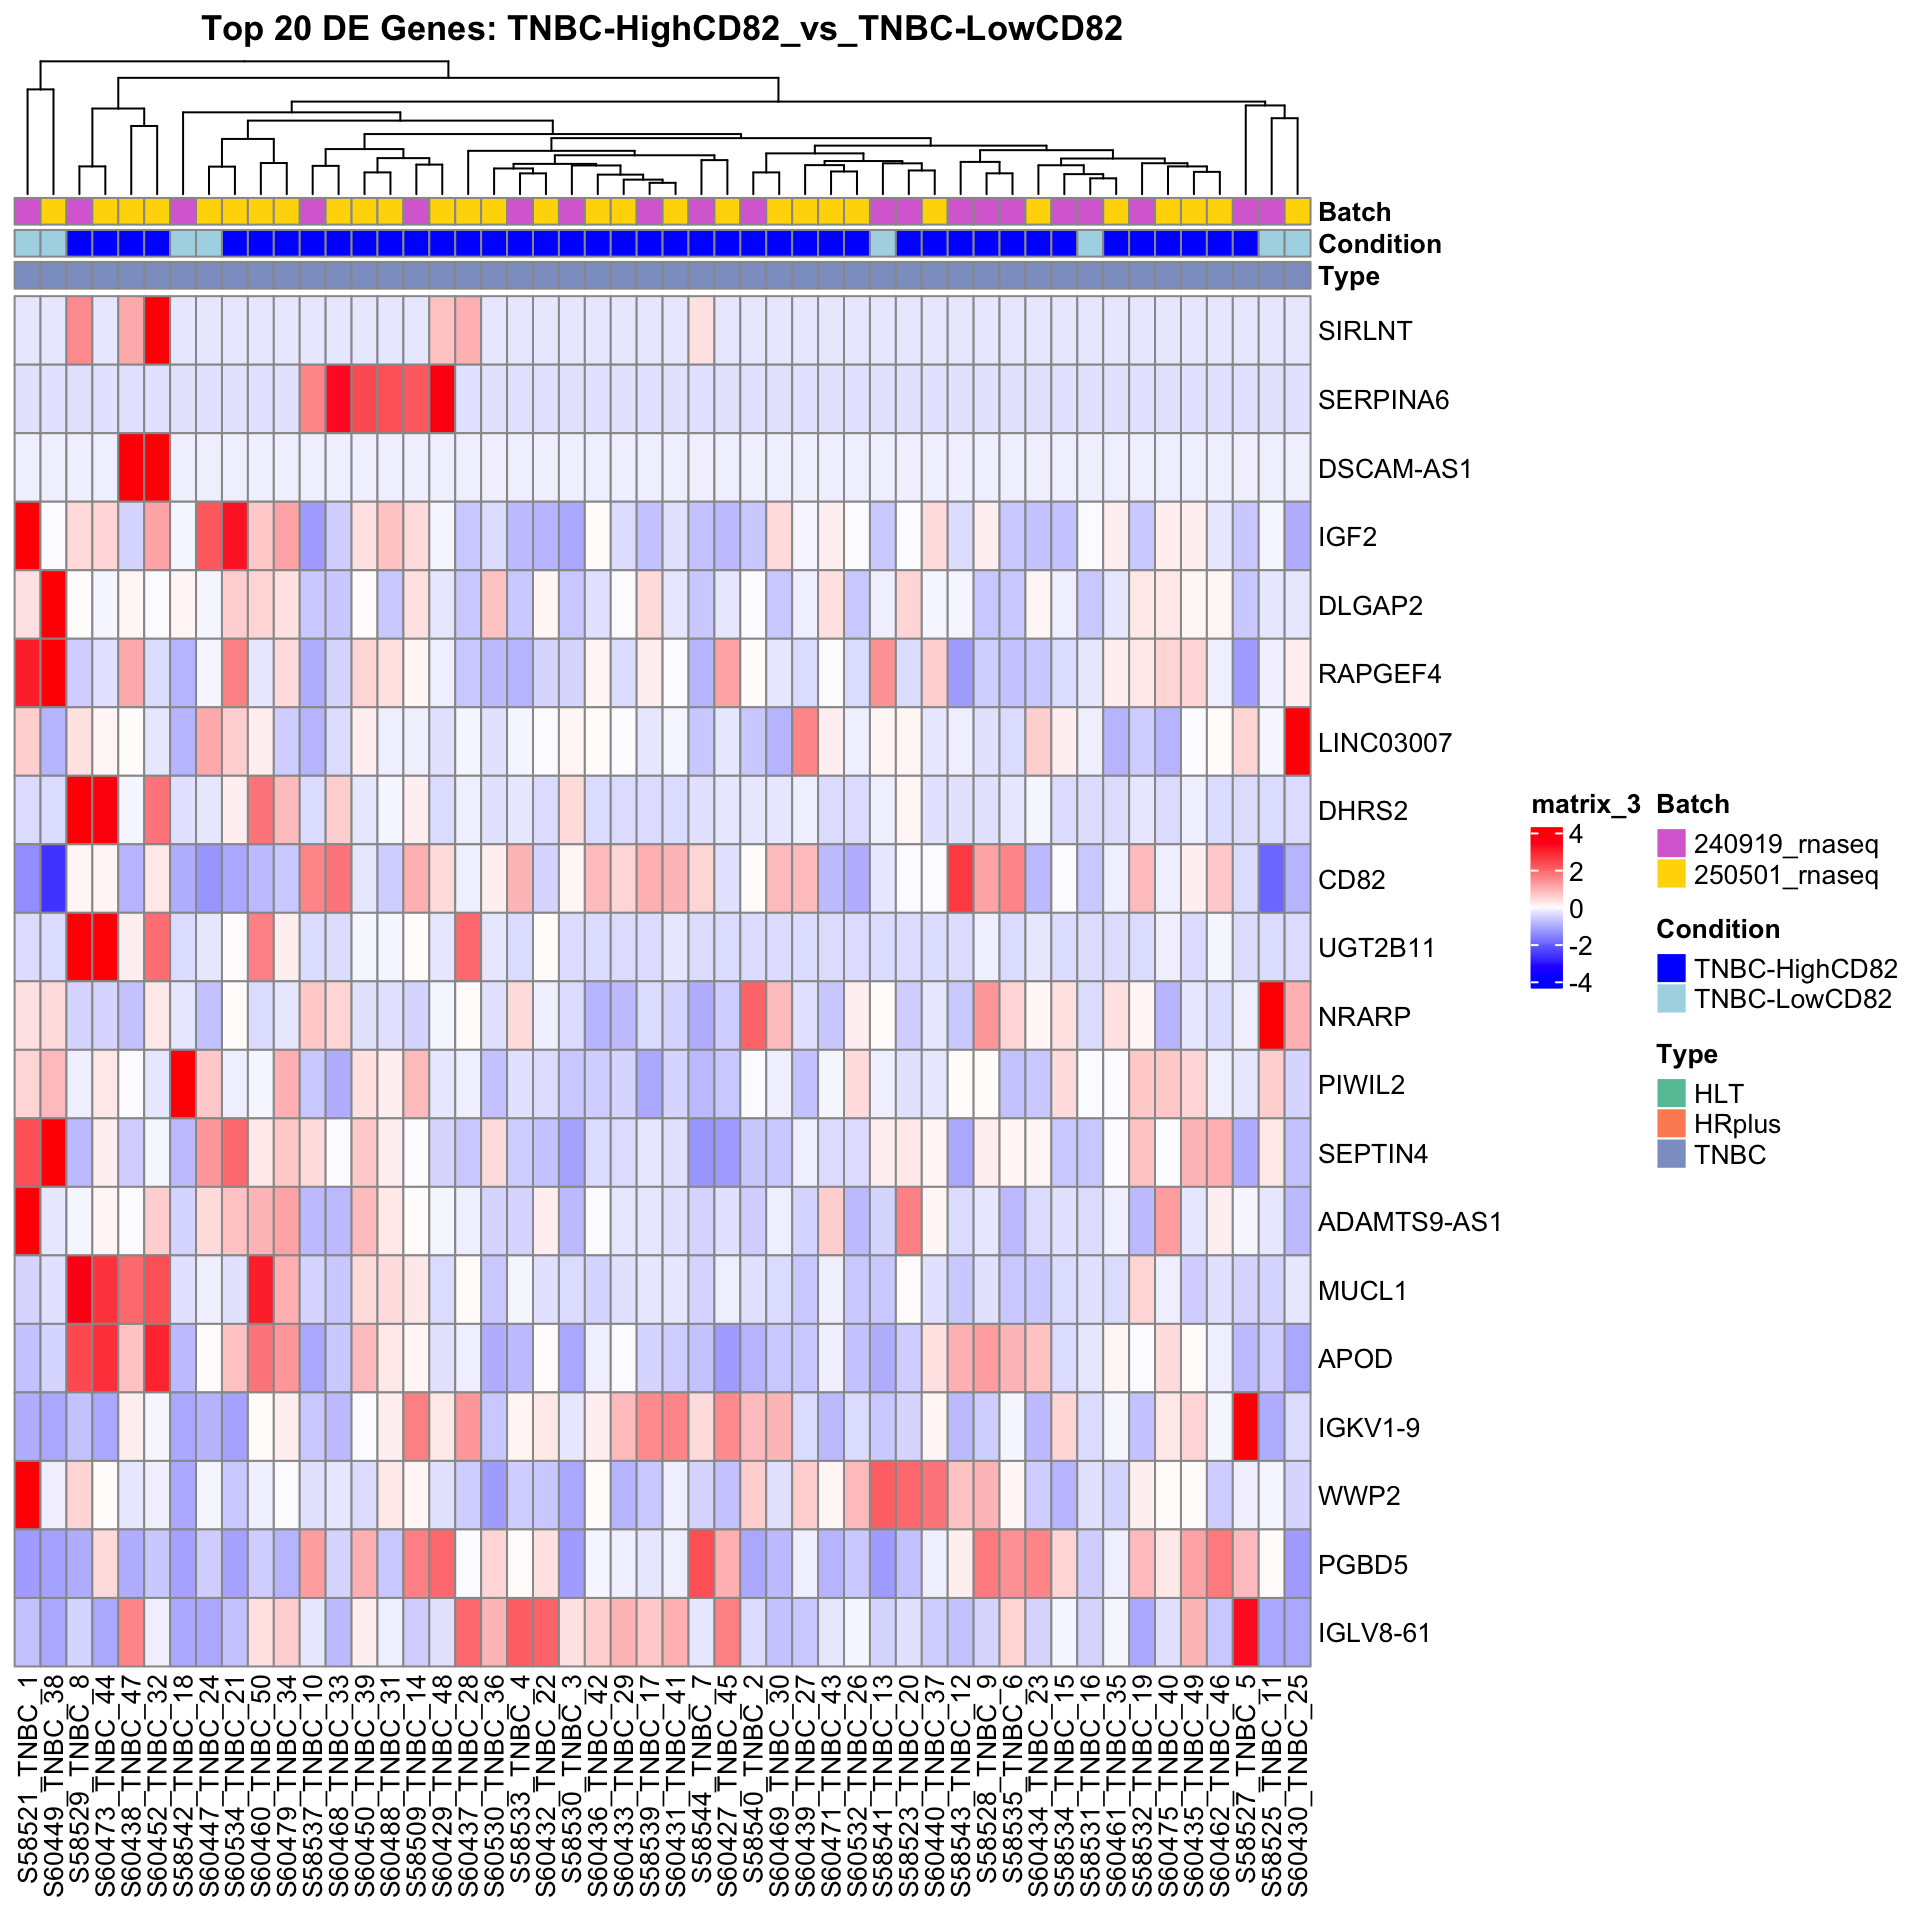 Top 20 DE Genes: TNBC-HighCD82_vs_TNBC-LowCD82
Batch
Condition
Type
SIRLNT
SERPINA6
DSCAM-AS1
IGF2
DLGAP2
RAPGEF4
LINC03007
DHRS2
CD82
UGT2B11
NRARP
PIWIL2
SEPTIN4
ADAMTS9-AS1
MUCL1
APOD
IGKV1-9
WWP2
PGBD5
IGLV8-61
S58521_TNBC_1
S60449_TNBC_38
S58529_TNBC_8
S60473_TNBC_44
S60438_TNBC_47
S60452_TNBC_32
S58542_TNBC_18
S60447_TNBC_24
S60534_TNBC_21
S60460_TNBC_50
S60479_TNBC_34
S58537_TNBC_10
S60468_TNBC_33
S60450_TNBC_39
S60488_TNBC_31
S58509_TNBC_14
S60429_TNBC_48
S60437_TNBC_28
S60530_TNBC_36
S58533_TNBC_4
S60432_TNBC_22
S58530_TNBC_3
S60436_TNBC_42
S60433_TNBC_29
S58539_TNBC_17
S60431_TNBC_41
S58544_TNBC_7
S60427_TNBC_45
S58540_TNBC_2
S60469_TNBC_30
S60439_TNBC_27
S60471_TNBC_43
S60532_TNBC_26
S58541_TNBC_13
S58523_TNBC_20
S60440_TNBC_37
S58543_TNBC_12
S58528_TNBC_9
S58535_TNBC_6
S60434_TNBC_23
S58534_TNBC_15
S58531_TNBC_16
S60461_TNBC_35
S58532_TNBC_19
S60475_TNBC_40
S60435_TNBC_49
S60462_TNBC_46
S58527_TNBC_5
S58525_TNBC_11
S60430_TNBC_25
matrix_3
4
2
0
-2
-4
Batch
240919_rnaseq
250501_rnaseq
Condition
TNBC-HighCD82
TNBC-LowCD82
Type
HLT
HRplus
TNBC